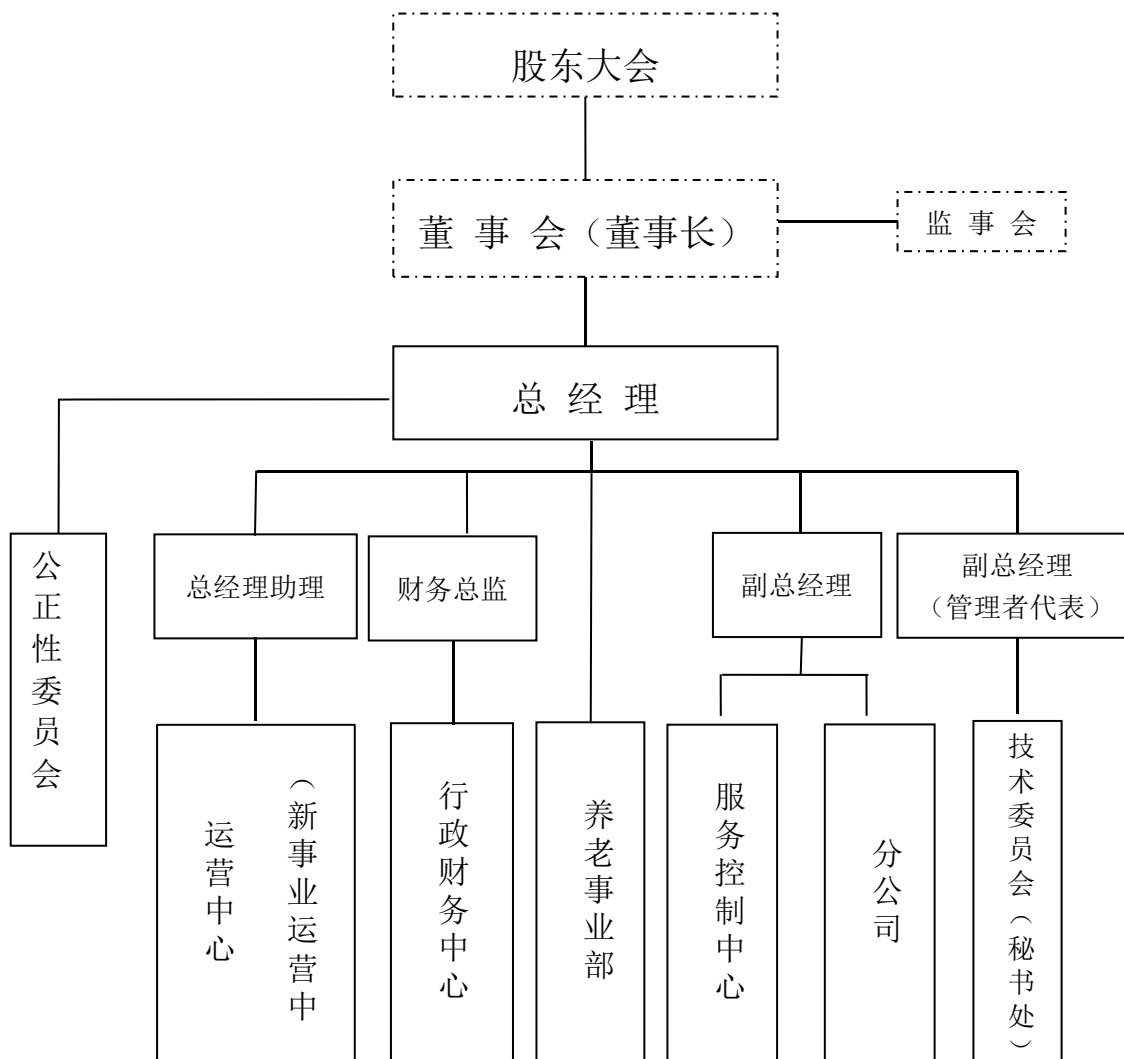 股东大会
董 事 会（董事长）
监 事 会
总 经 理
公正性委员会
总经理助理
财务总监
副总经理
副总经理
（管理者代表）
运营中心
（新事业运营中
行政财务中心
养老事业部
服务控制中心
分公司
技术委员会（秘书处）